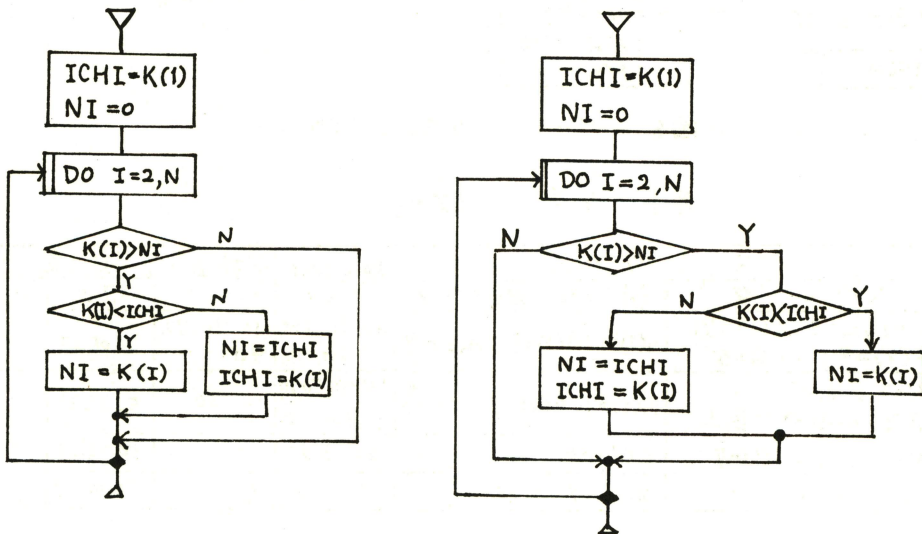 ICHI=K(1)
NI=0
DO I=2,N
K(I)>NI
N
Y
K(I)<ICHI
N
Y
NI=K(I)
NI=ICHI
ICHI=K(I)
ICHI=K(1)
NI=0
DO I=2,N
N
K(I)>NI
Y
N
K(I)<ICHI
Y
NI=ICHI
ICHI=K(I)
NI=K(I)